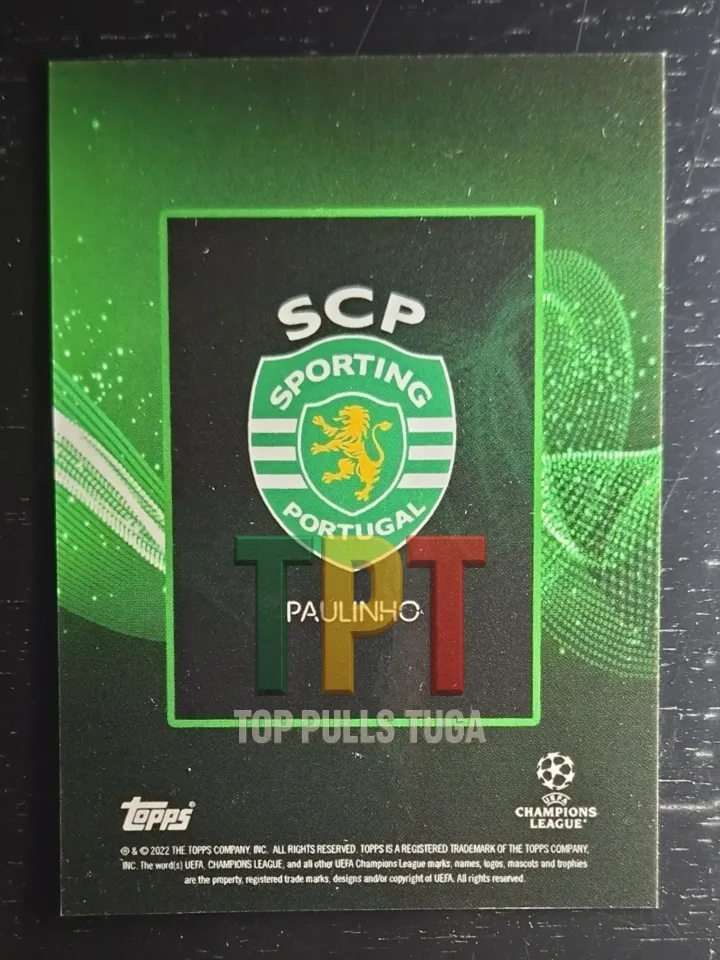 SCP
SPORTING
PORTUGAL
TPT
PAULINHO
TOP PULLS TUGA
TOPPS®
UEFA
CHAMPIONS
LEAGUE®
® & © 2022 THE TOPPS COMPANY, INC. ALL RIGHTS RESERVED. TOPPS IS A REGISTERED TRADEMARK OF THE TOPPS COMPANY,
INC. The word(s) UEFA, CHAMPIONS LEAGUE, and all other UEFA Champions League marks, names, logos, mascots and trophies
are the property, registered trade marks, designs and/or copyright of UEFA. All rights reserved.